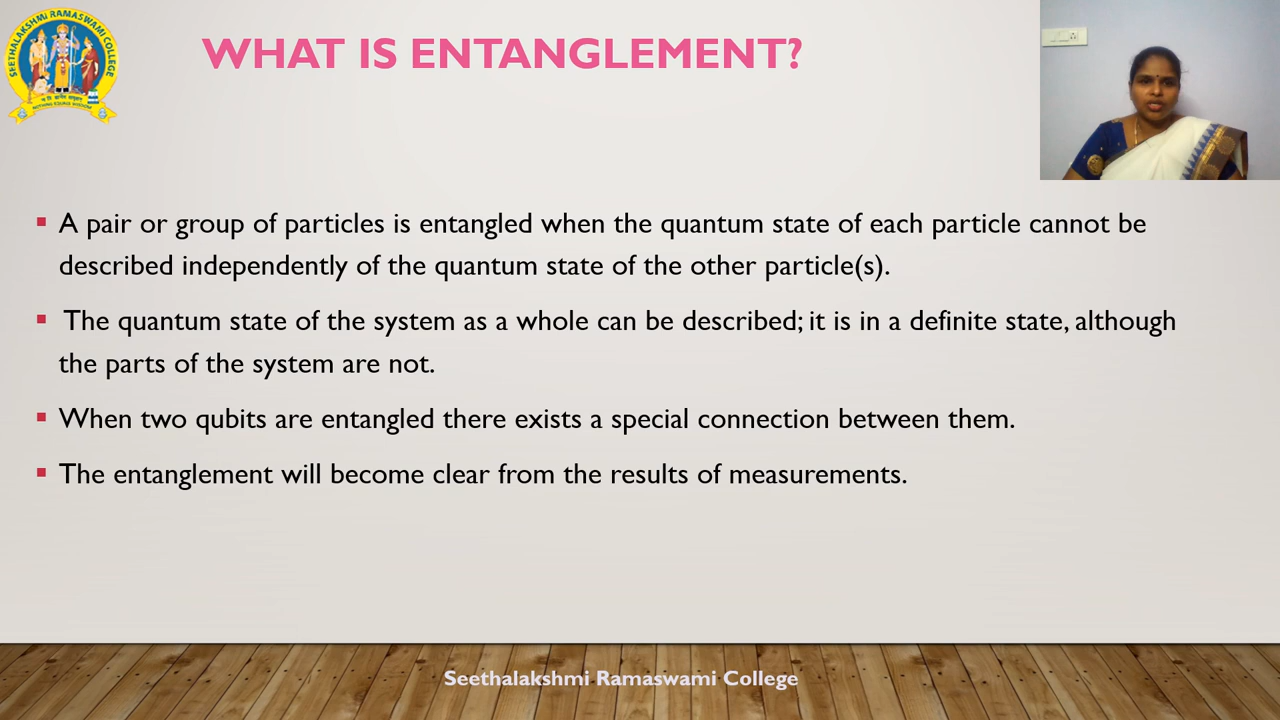 SEETHALAKSHMI RAMASWAMI COLLEGE
WHAT IS ENTANGLEMENT?
▪ A pair or group of particles is entangled when the quantum state of each particle cannot be
described independently of the quantum state of the other particle(s).
▪ The quantum state of the system as a whole can be described; it is in a definite state, although
the parts of the system are not.
▪ When two qubits are entangled there exists a special connection between them.
▪ The entanglement will become clear from the results of measurements.
Seethalakshmi Ramaswami College